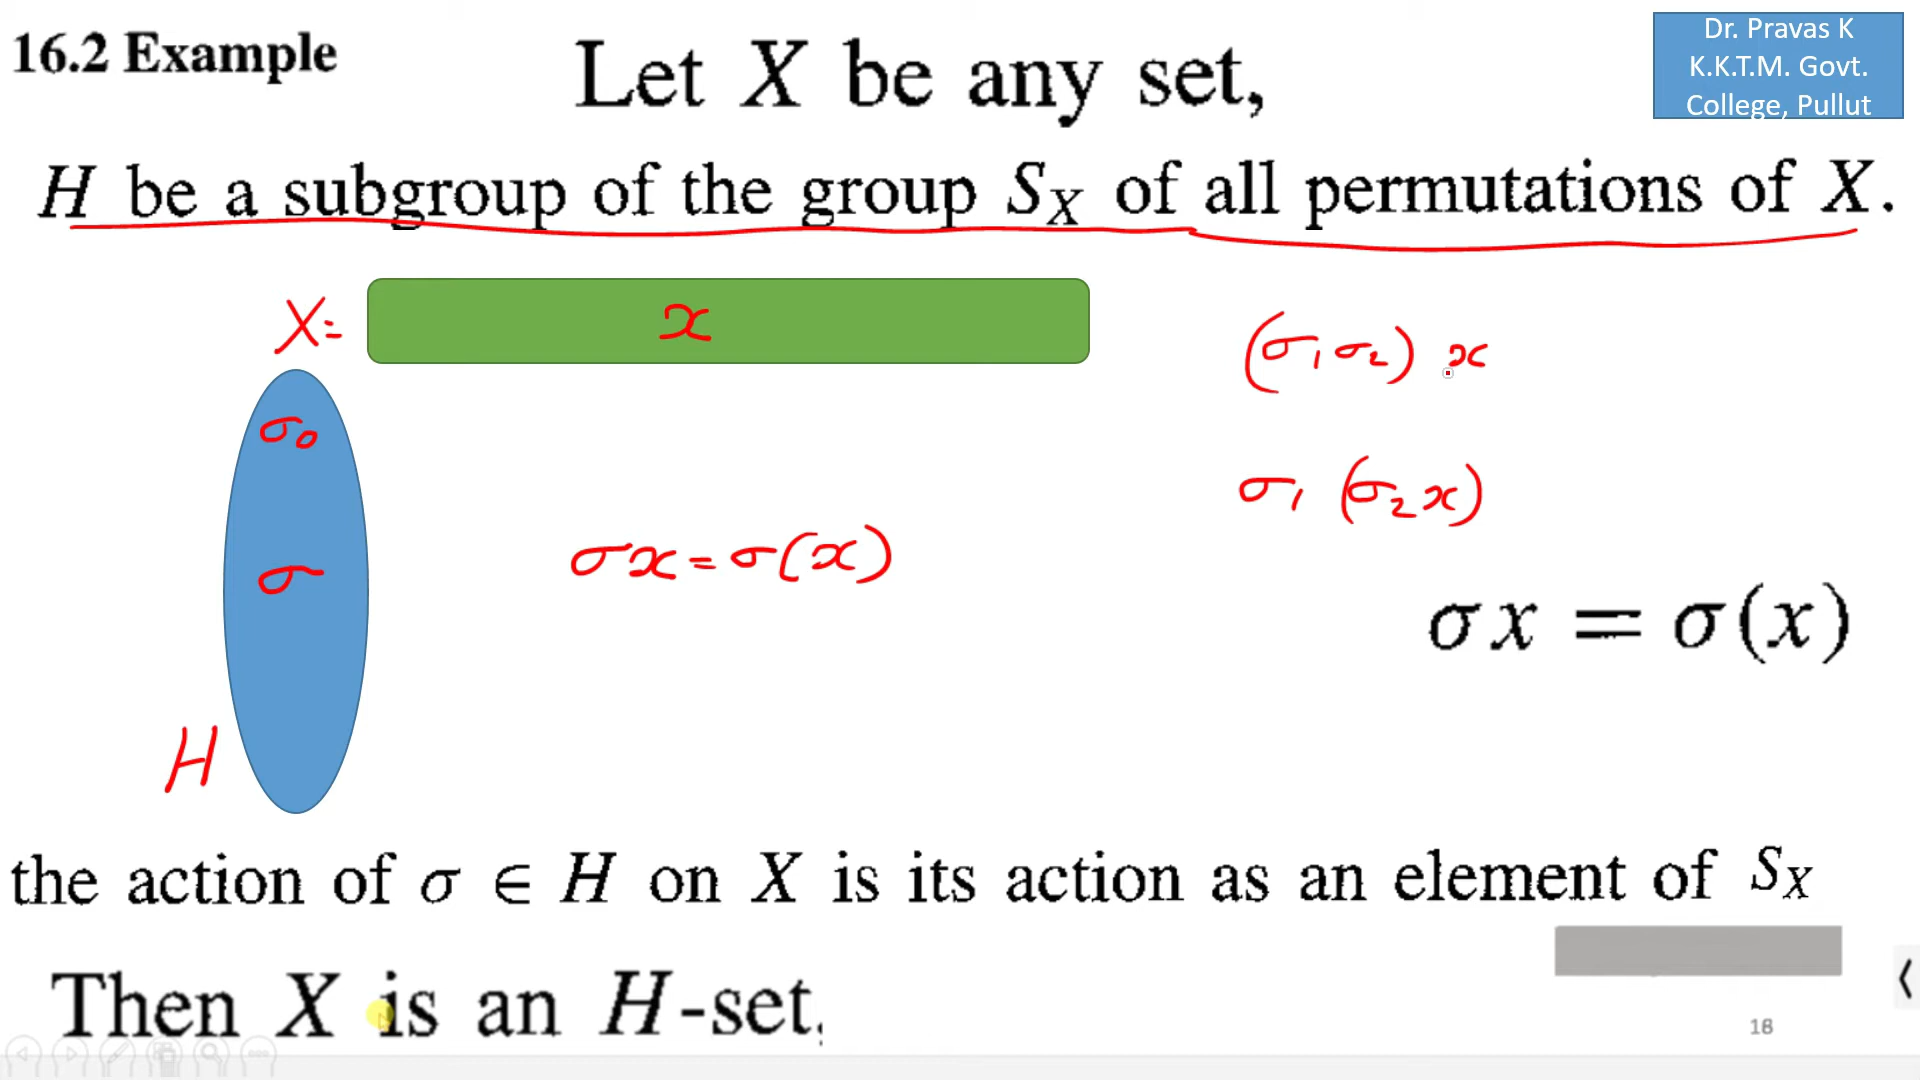 16.2 Example
Let X be any set,
Dr. Pravas K
K.K.T.M. Govt.
College, Pullut
H be a subgroup of the group S_X of all permutations of X.
X=
x
(σ₁σ₂) x
σ₀
σ₁ (σ₂x)
σ
σx=σ(x)
σx = σ(x)
H
the action of σ ∈ H on X is its action as an element of S_X
Then X is an H-set,